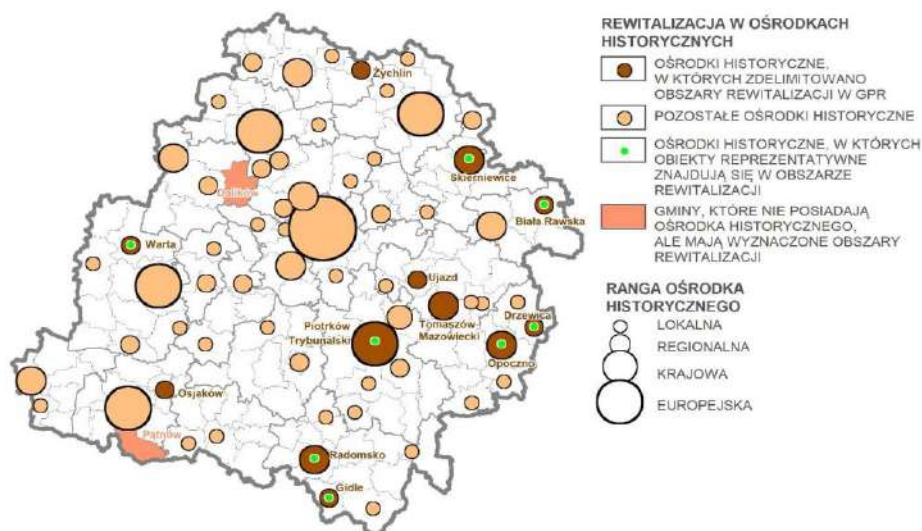 Żychlin
Skierniewice
Biała Rawska
Dalików
Warta
Ujazd
Tomaszów
Mazowiecki
Drzewica
Piotrków
Trybunalski
Opoczno
Osjaków
Pątnów
Radomsko
Gidle
REWITALIZACJA W OŚRODKACH
HISTORYCZNYCH
OŚRODKI HISTORYCZNE,
W KTÓRYCH ZDELIMITOWANO
OBSZARY REWITALIZACJI W GPR
POZOSTAŁE OŚRODKI HISTORYCZNE
OŚRODKI HISTORYCZNE, W KTÓRYCH
OBIEKTY REPREZENTATYWNE
ZNAJDUJĄ SIĘ W OBSZARZE
REWITALIZACJI
GMINY, KTÓRE NIE POSIADAJĄ
OŚRODKA HISTORYCZNEGO,
ALE MAJĄ WYZNACZONE OBSZARY
REWITALIZACJI
RANGA OŚRODKA
HISTORYCZNEGO
LOKALNA
REGIONALNA
KRAJOWA
EUROPEJSKA